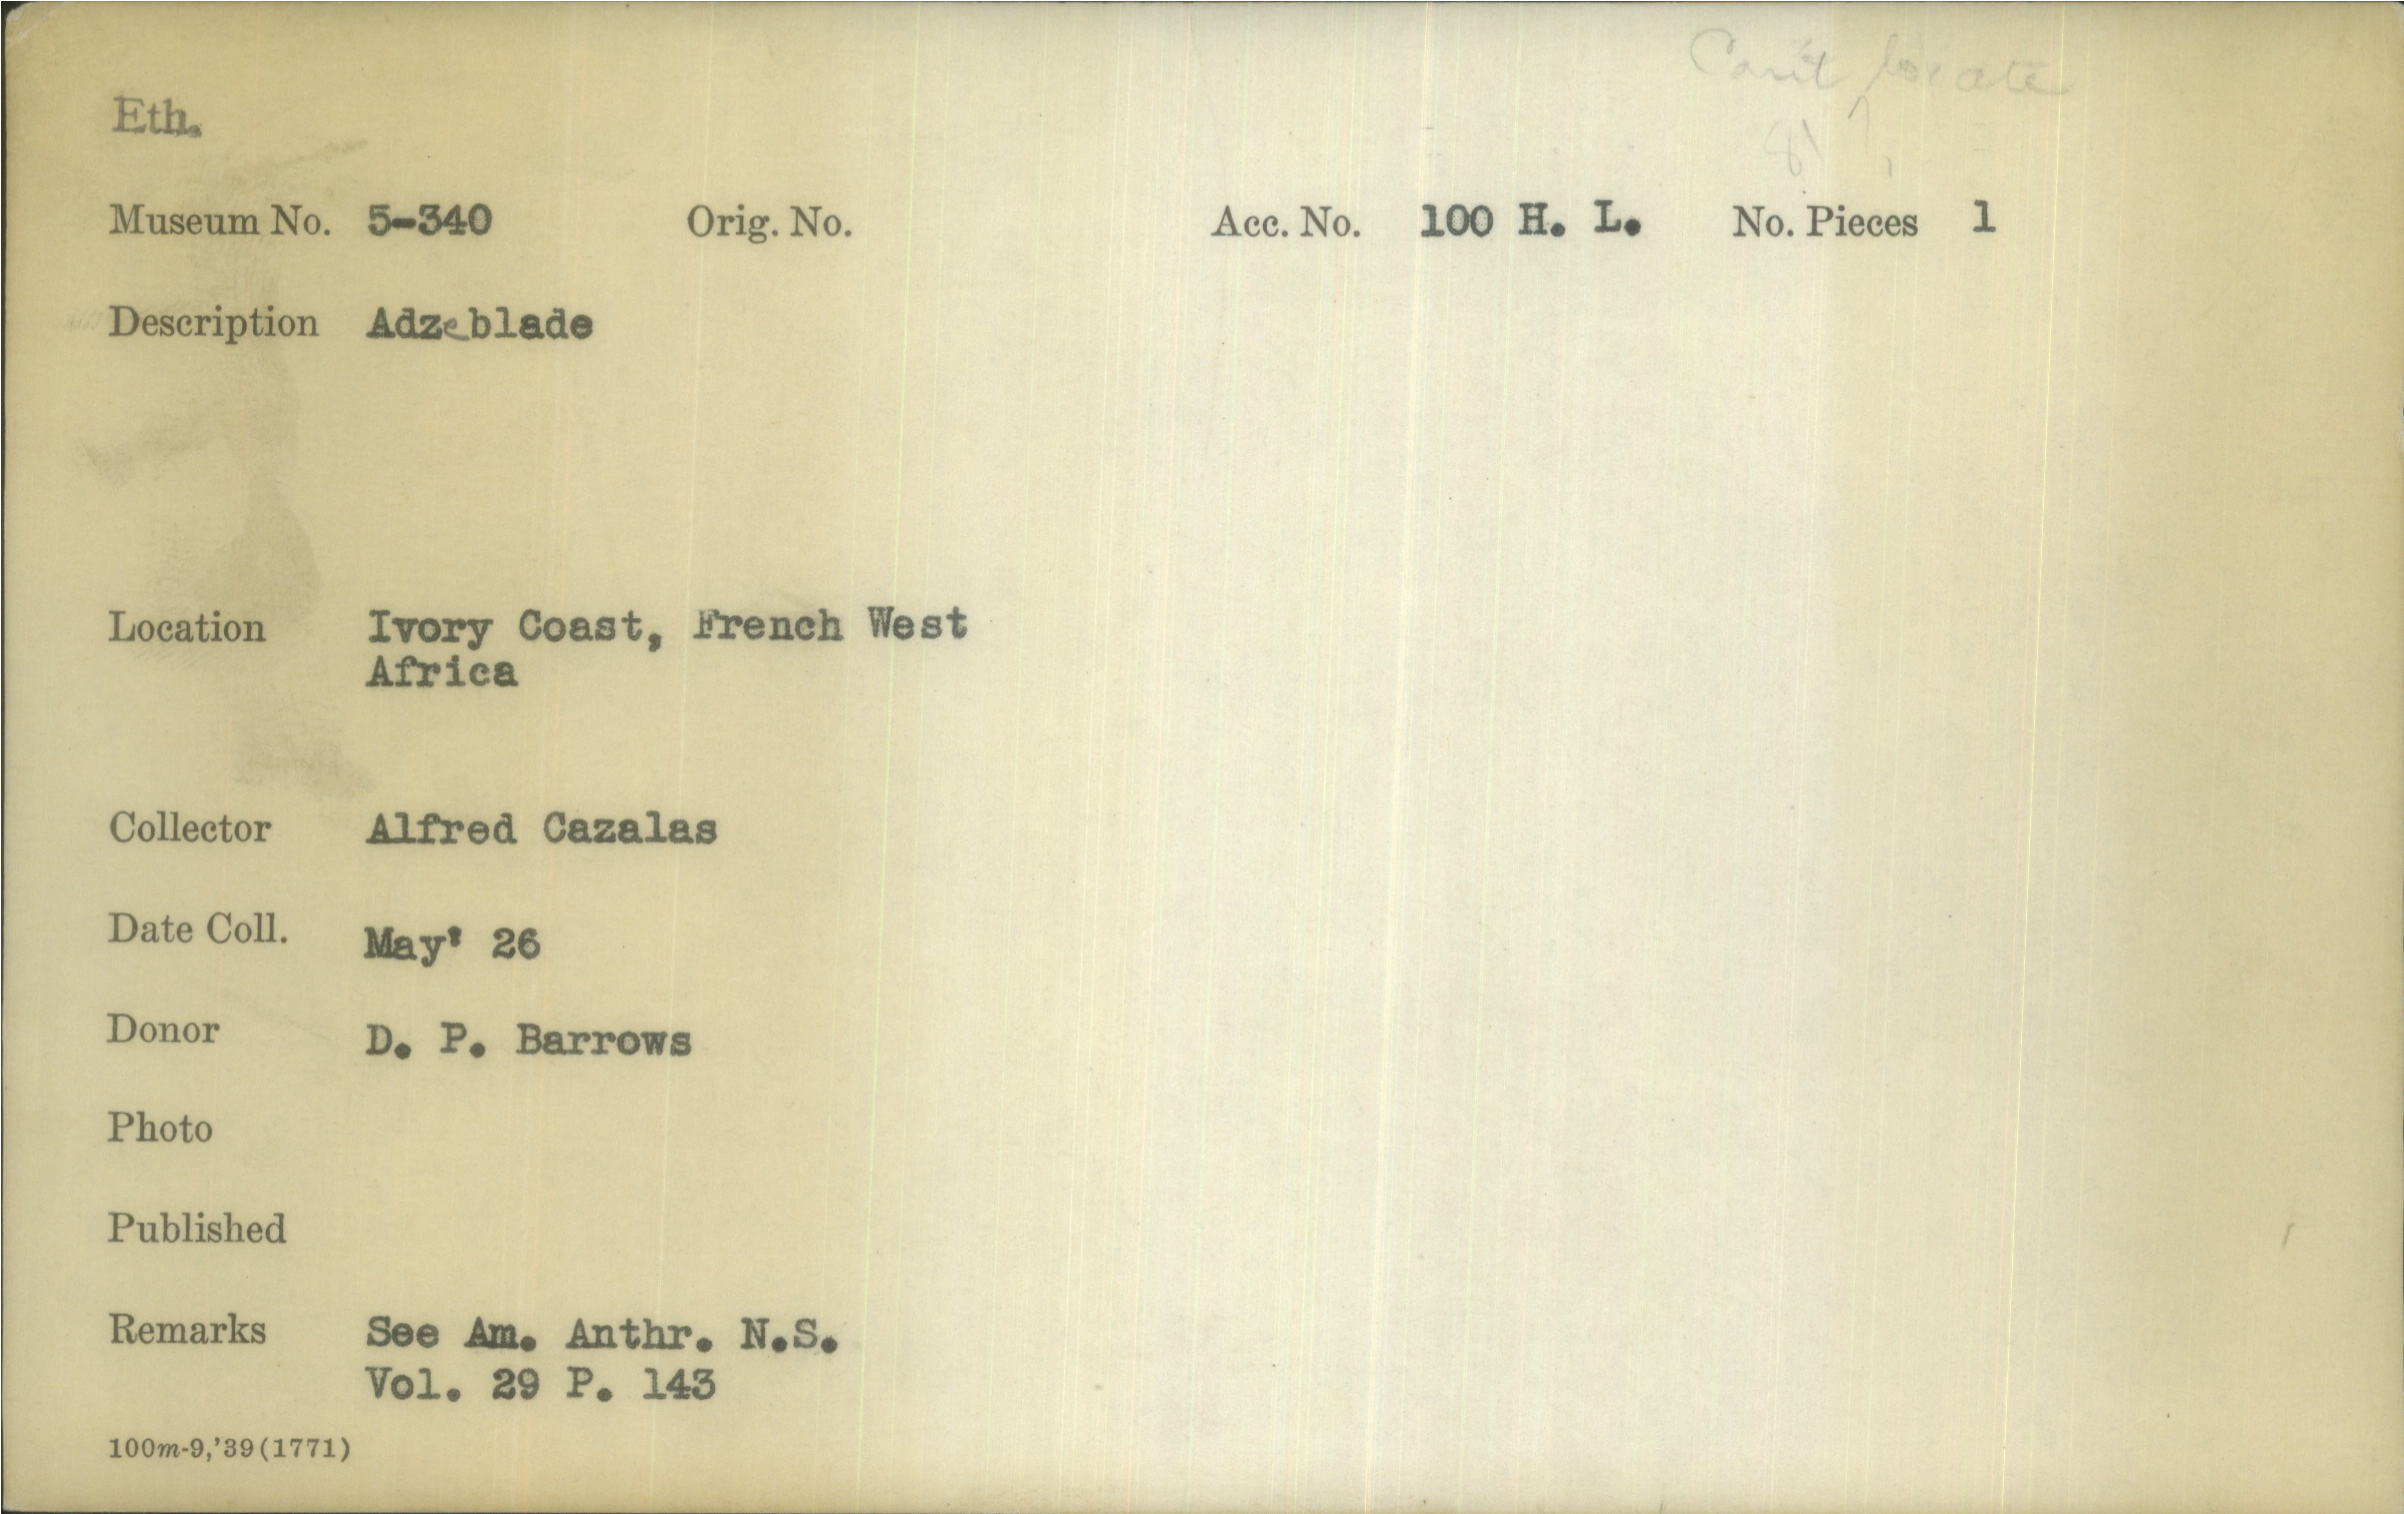 Can't locate
Eth.
Museum No. 5-340 Orig. No. Acc. No. 100 H. L. No. Pieces 1
Description Adze blade
Location Ivory Coast, French West
Africa
Collector Alfred Cazalas
Date Coll. May' 26
Donor D. P. Barrows
Photo
Published
Remarks See Am. Anthr. N.S.
Vol. 29 P. 143
100m-9,'39(1771)